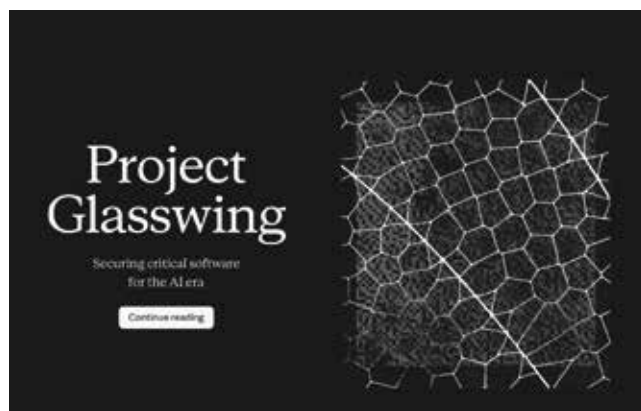 Project
Glasswing
Securing critical software
for the AI era
Continue reading